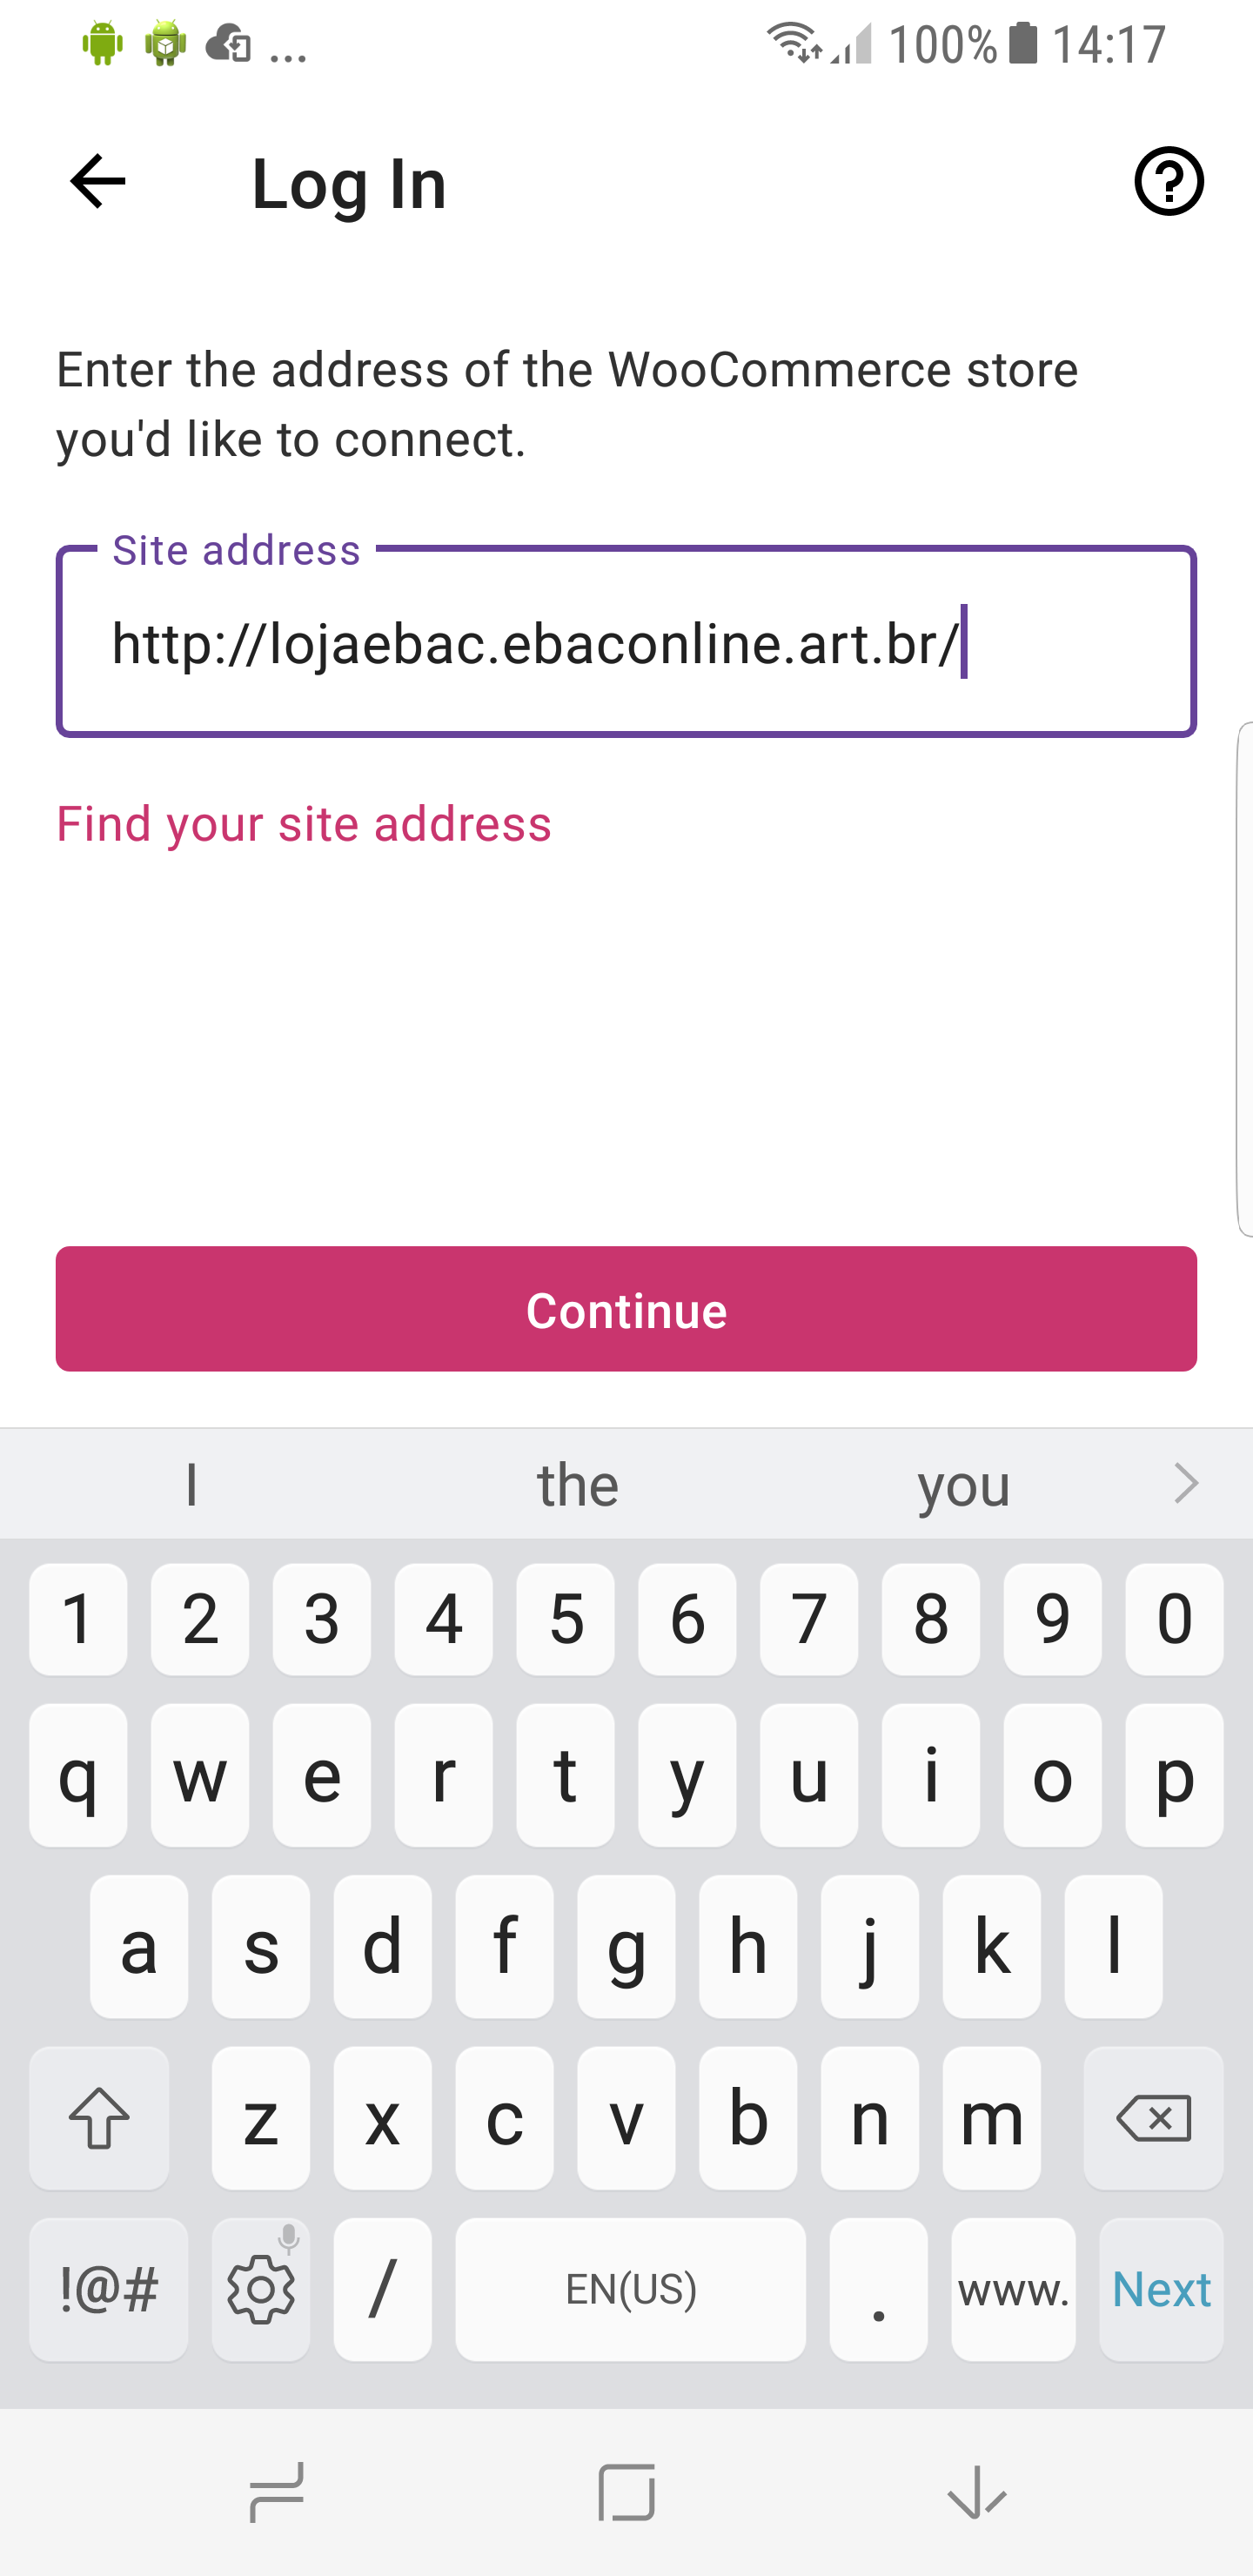 ... 100% 14:17
Log In
Enter the address of the WooCommerce store
you'd like to connect.
Site address
http://lojaebac.ebaconline.art.br/
Find your site address
Continue
I the you
1 2 3 4 5 6 7 8 9 0
q w e r t y u i o p
a s d f g h j k l
z x c v b n m
!@# / EN(US) . www. Next